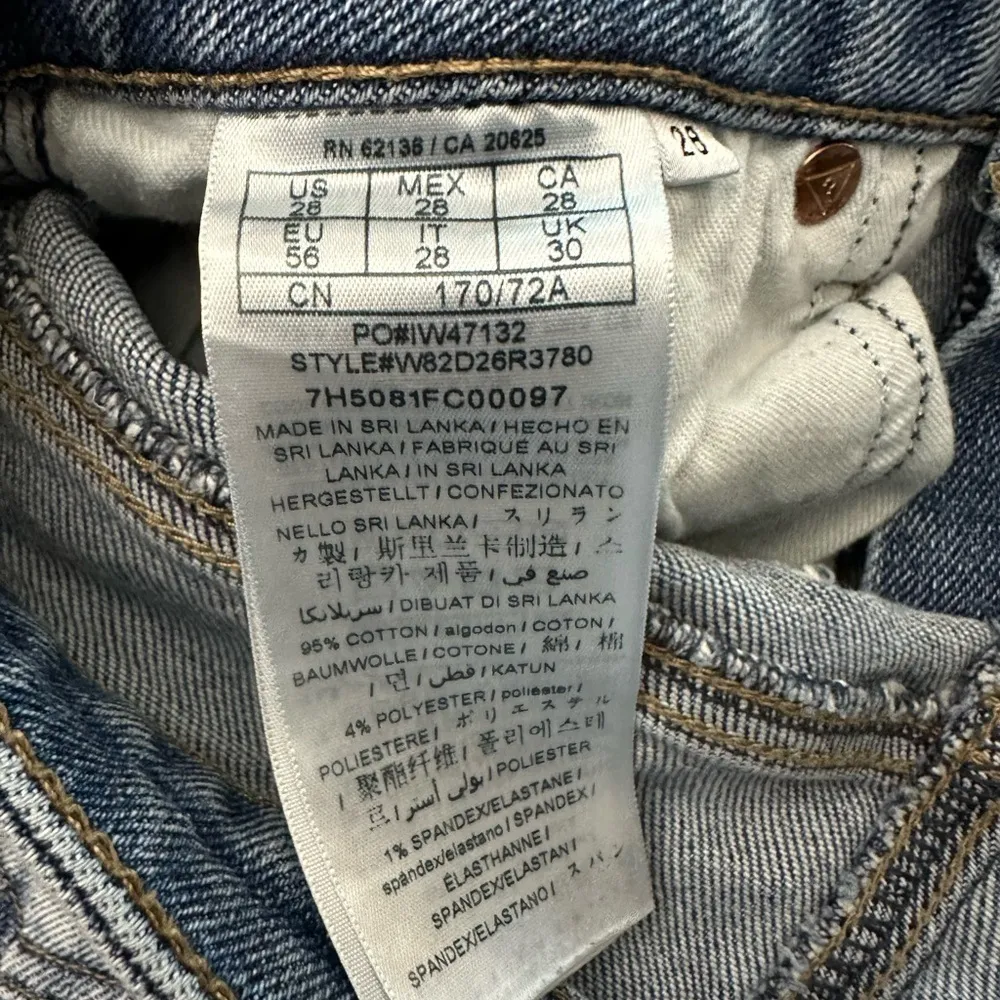 RN 62136 / CA 20625
28
US MEX CA
28 28 28
EU IT UK
56 28 30
CN 170/72A
PO#IW47132
STYLE#W82D26R3780
7H5081FC00097
MADE IN SRI LANKA / HECHO EN
SRI LANKA / FABRIQUE AU SRI
LANKA / IN SRI LANKA
HERGESTELLT / CONFEZIONATO
NELLO SRI LANKA / スリラン
カ製 / 斯里兰卡制造 / 스
리랑카 제품 / صنع في
سريلانكا / DIBUAT DI SRI LANKA
95% COTTON / algodon / COTON /
BAUMWOLLE / COTONE / 綿 / 棉
/ 면 / قطن / KATUN
4% POLYESTER / poliester /
POLIESTERE / ポリエステル
/ 聚酯纤维 / 폴리에스테
르 / بولي أستر / POLIESTER
1% SPANDEX/ELASTANE /
spandex/elastano / SPANDEX /
ÉLASTHANNE /
SPANDEX/ELASTAN /
SPANDEX/ELASTANO / スパン